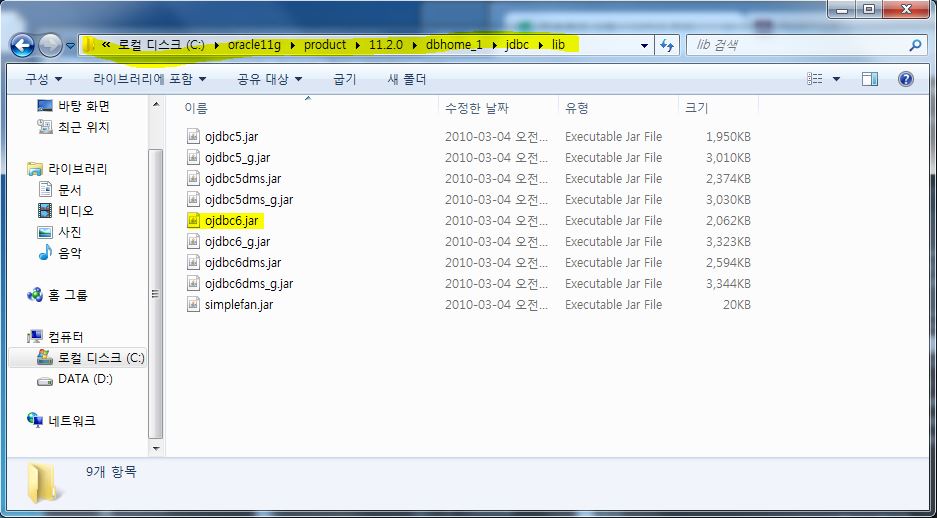 « 로컬 디스크 (C:) ▸ oracle11g ▸ product ▸ 11.2.0 ▸ dbhome_1 ▸ jdbc ▸ lib
lib 검색
구성 라이브러리에 포함 공유 대상 굽기 새 폴더
바탕 화면
최근 위치
라이브러리
문서
비디오
사진
음악
홈 그룹
컴퓨터
로컬 디스크 (C:)
DATA (D:)
네트워크
이름 수정한 날짜 유형 크기
ojdbc5.jar 2010-03-04 오전... Executable Jar File 1,950KB
ojdbc5_g.jar 2010-03-04 오전... Executable Jar File 3,010KB
ojdbc5dms.jar 2010-03-04 오전... Executable Jar File 2,374KB
ojdbc5dms_g.jar 2010-03-04 오전... Executable Jar File 3,030KB
ojdbc6.jar 2010-03-04 오전... Executable Jar File 2,062KB
ojdbc6_g.jar 2010-03-04 오전... Executable Jar File 3,323KB
ojdbc6dms.jar 2010-03-04 오전... Executable Jar File 2,594KB
ojdbc6dms_g.jar 2010-03-04 오전... Executable Jar File 3,344KB
simplefan.jar 2010-03-04 오전... Executable Jar File 20KB
9개 항목